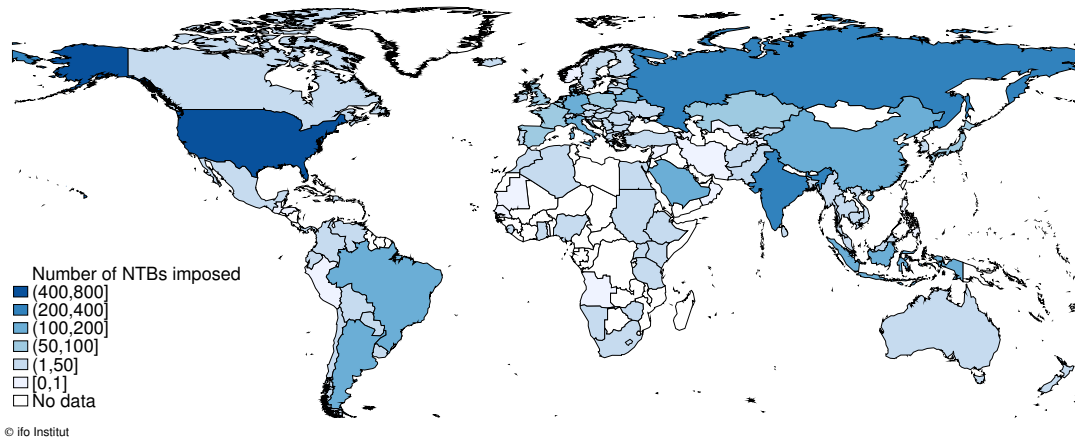 Number of NTBs imposed
(400,800]
(200,400]
(100,200]
(50,100]
(1,50]
[0,1]
No data
© ifo Institut